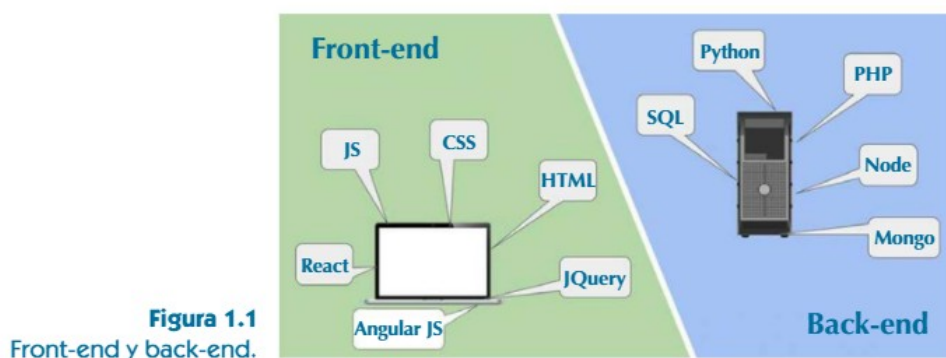 Front-end
JS
CSS
HTML
React
JQuery
Angular JS
Python
PHP
SQL
Node
Mongo
Back-end
Figura 1.1
Front-end y back-end.